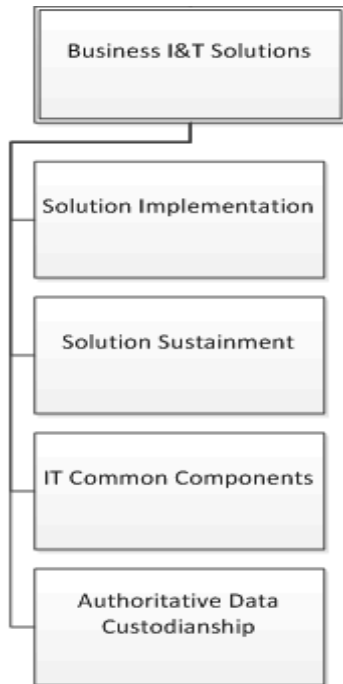 Business I&T Solutions
Solution Implementation
Solution Sustainment
IT Common Components
Authoritative Data
Custodianship